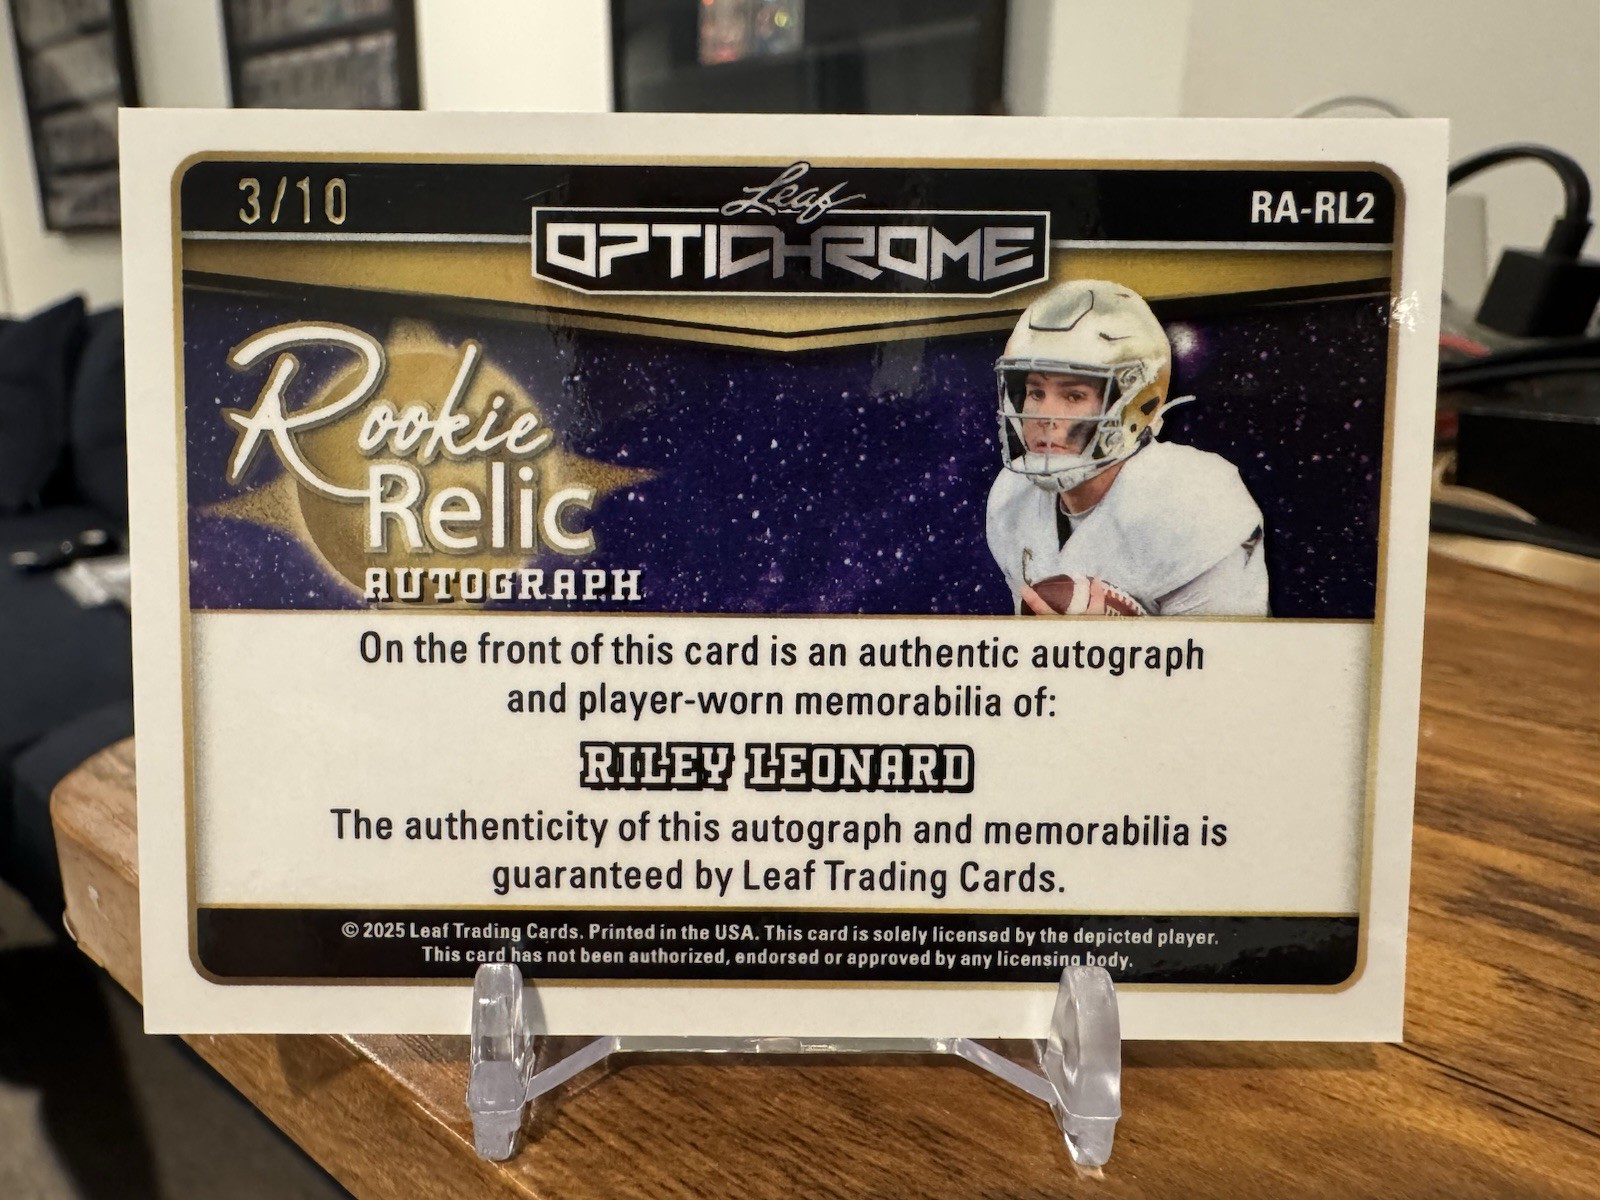 3/10
Leaf
OPTICHROME
RA-RL2
Rookie
Relic
AUTOGRAPH
On the front of this card is an authentic autograph
and player-worn memorabilia of:
RILEY LEONARD
The authenticity of this autograph and memorabilia is
guaranteed by Leaf Trading Cards.
© 2025 Leaf Trading Cards. Printed in the USA. This card is solely licensed by the depicted player.
This card has not been authorized, endorsed or approved by any licensing body.